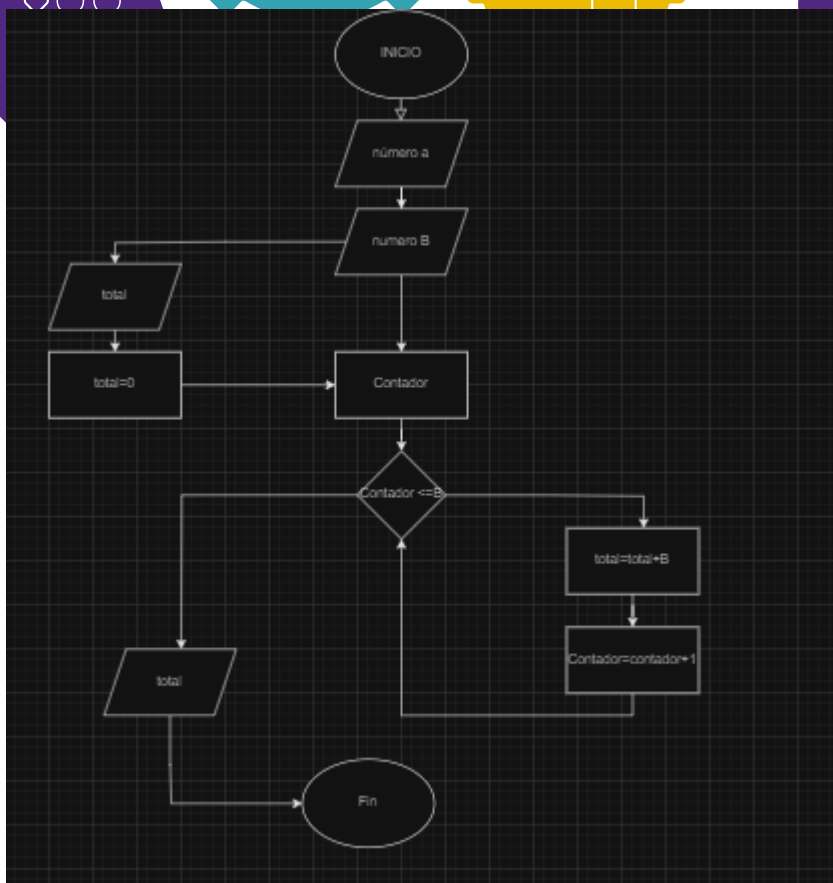 INICIO
número a
numero B
total
total=0
Contador
Contador <=B
total=total+B
Contador=contador+1
total
Fin